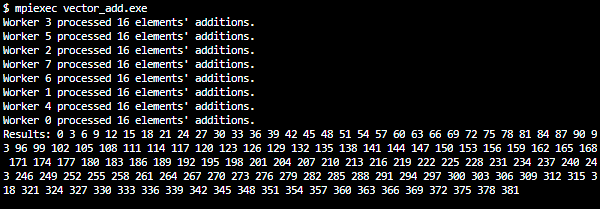 $ mpiexec vector_add.exe
Worker 3 processed 16 elements' additions.
Worker 5 processed 16 elements' additions.
Worker 2 processed 16 elements' additions.
Worker 7 processed 16 elements' additions.
Worker 6 processed 16 elements' additions.
Worker 1 processed 16 elements' additions.
Worker 4 processed 16 elements' additions.
Worker 0 processed 16 elements' additions.
Results: 0 3 6 9 12 15 18 21 24 27 30 33 36 39 42 45 48 51 54 57 60 63 66 69 72 75 78 81 84 87 90 9
3 96 99 102 105 108 111 114 117 120 123 126 129 132 135 138 141 144 147 150 153 156 159 162 165 168
171 174 177 180 183 186 189 192 195 198 201 204 207 210 213 216 219 222 225 228 231 234 237 240 24
3 246 249 252 255 258 261 264 267 270 273 276 279 282 285 288 291 294 297 300 303 306 309 312 315 3
18 321 324 327 330 333 336 339 342 345 348 351 354 357 360 363 366 369 372 375 378 381